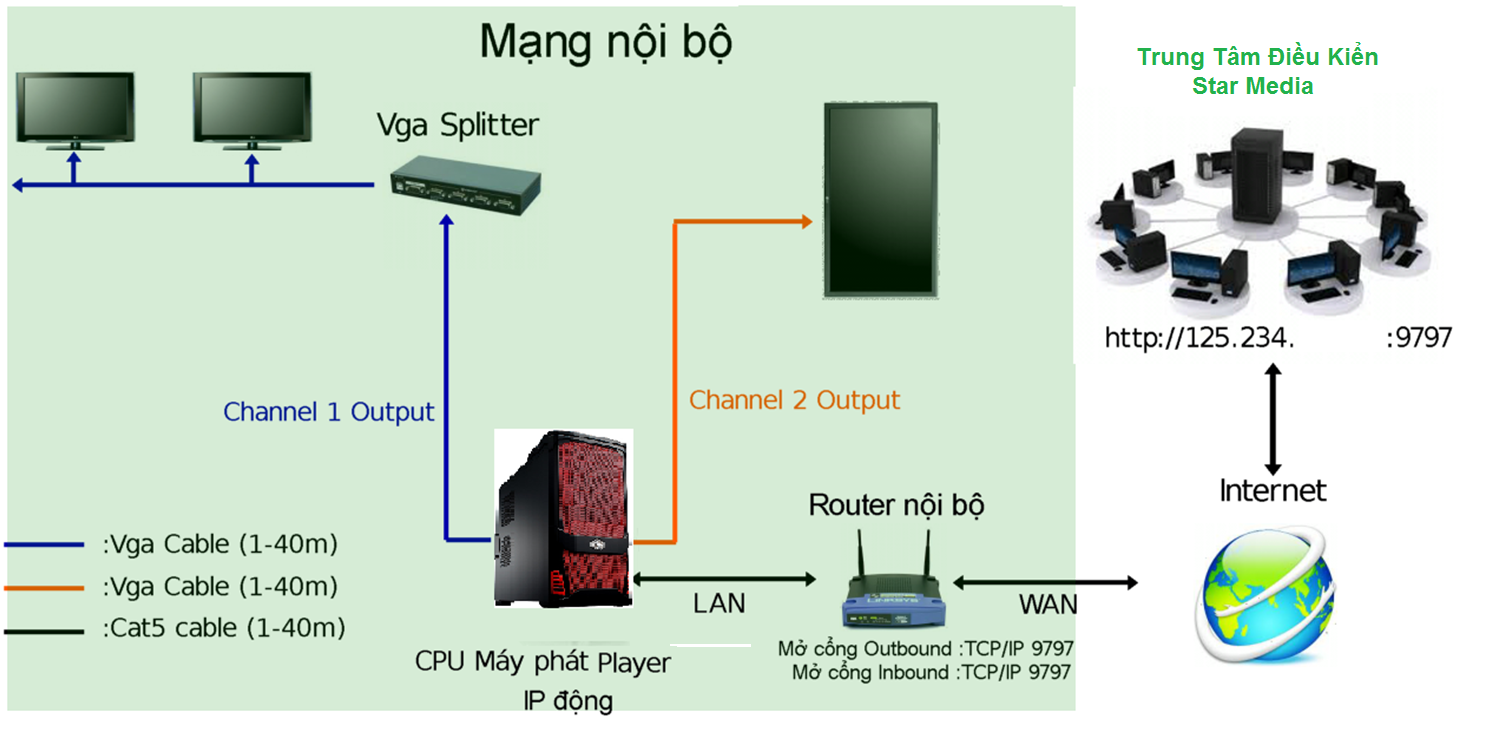 Mạng nội bộ
Trung Tâm Điều Kiển
Star Media
Vga Splitter
http://125.234. :9797
Channel 1 Output
Channel 2 Output
Internet
Router nội bộ
:Vga Cable (1-40m)
:Vga Cable (1-40m)
:Cat5 cable (1-40m)
LINKSYS
LAN
WAN
Mở cổng Outbound :TCP/IP 9797
Mở cổng Inbound :TCP/IP 9797
CPU Máy phát Player
IP động